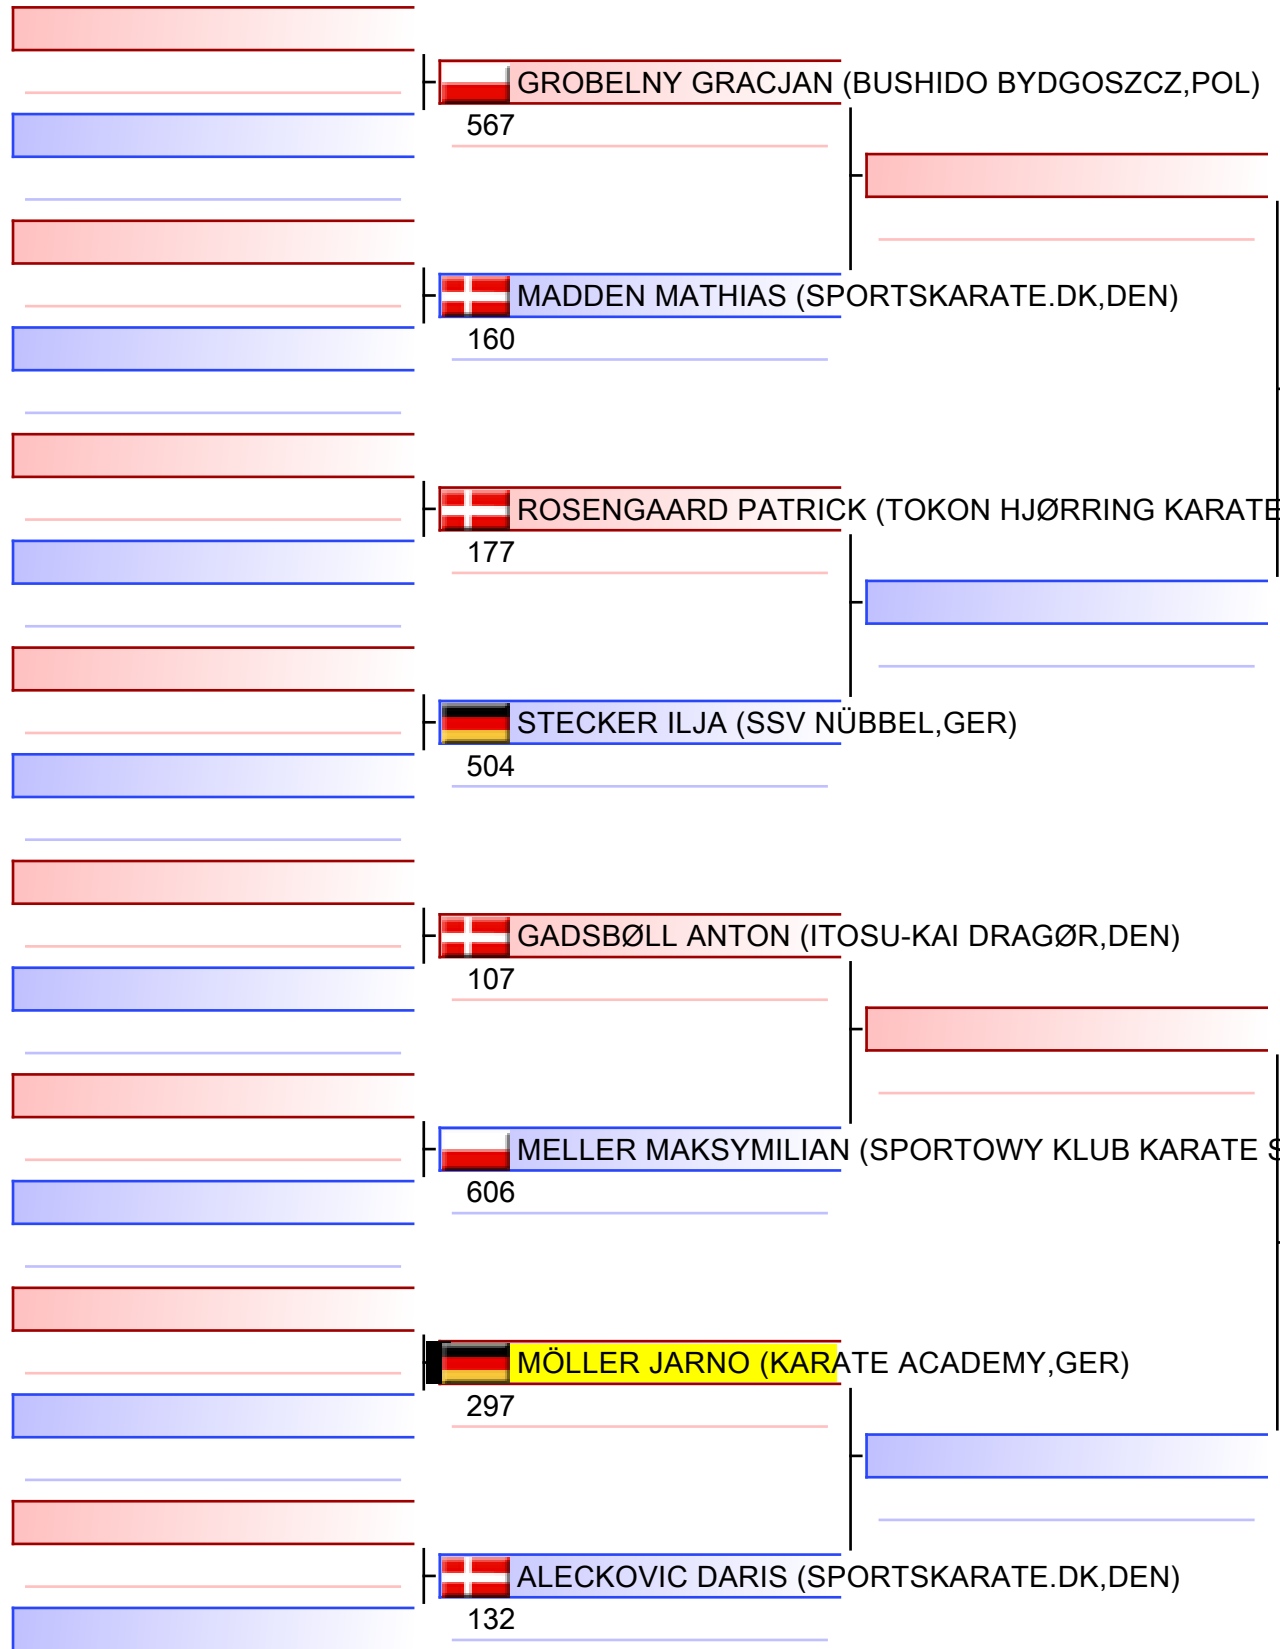 GROBELNY GRACJAN (BUSHIDO BYDGOSZCZ,POL)
567
MADDEN MATHIAS (SPORTSKARATE.DK,DEN)
160
ROSENGAARD PATRICK (TOKON HJØRRING KARATE
177
STECKER ILJA (SSV NÜBBEL,GER)
504
GADSBØLL ANTON (ITOSU-KAI DRAGØR,DEN)
107
MELLER MAKSYMILIAN (SPORTOWY KLUB KARATE
606
MÖLLER JARNO (KARATE ACADEMY,GER)
297
ALECKOVIC DARIS (SPORTSKARATE.DK,DEN)
132